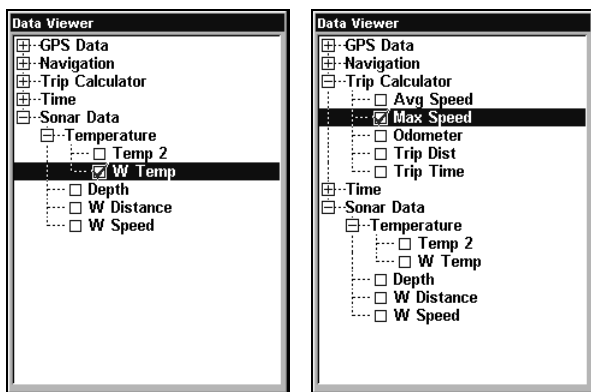 Data Viewer
GPS Data
Navigation
Trip Calculator
Time
Sonar Data
Temperature
Temp 2
W Temp
Depth
W Distance
W Speed
Data Viewer
GPS Data
Navigation
Trip Calculator
Avg Speed
Max Speed
Odometer
Trip Dist
Trip Time
Time
Sonar Data
Temperature
Temp 2
W Temp
Depth
W Distance
W Speed